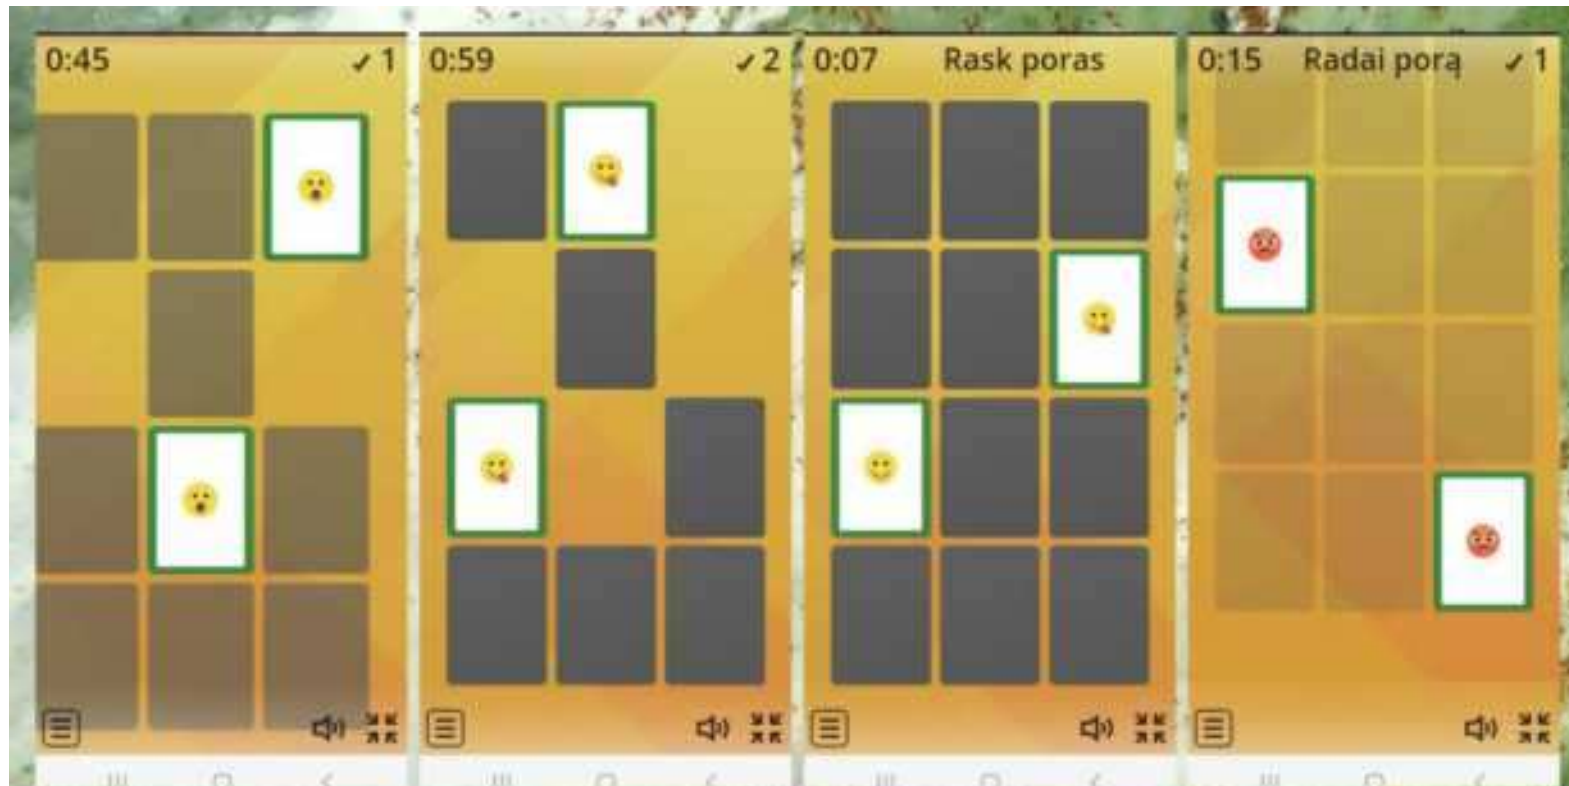 0:45 ✓ 1
0:59 ✓ 2
0:07 Rask poras
0:15 Radai porą ✓ 1